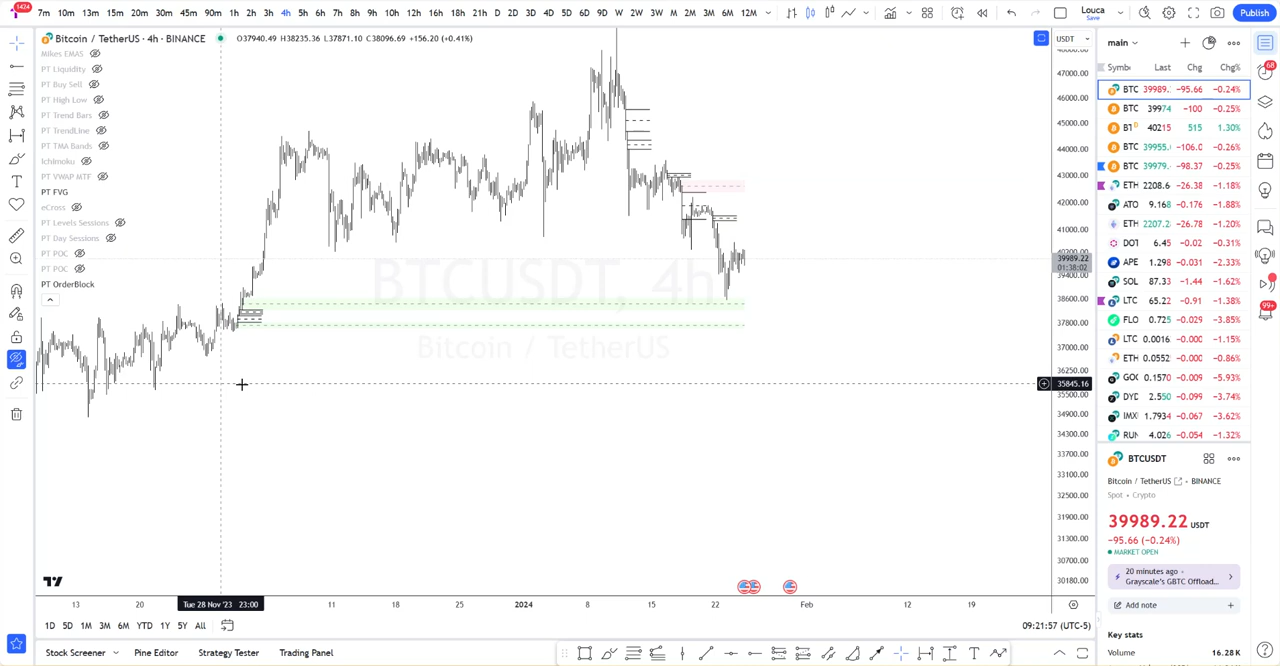 1424
7m 10m 13m 15m 20m 30m 45m 90m 1h 2h 3h 4h 5h 6h 7h 8h 9h 10h 12h 16h 18h 21h D 2D 3D 4D 5D 6D 9D W 2W 3W M 2M 3M 6M 12M
Louca
Save
Publish
Bitcoin / TetherUS · 4h · BINANCE
O37940.49 H38235.36 L37871.10 C38096.69 +156.20 (+0.41%)
Mikes EMAS
PT Liquidity
PT Buy Sell
PT High Low
PT Trend Bars
PT TrendLine
PT TMA Bands
Ichimoku
PT VWAP MTF
PT FVG
eCross
PT Levels Sessions
PT Day Sessions
PT POC
PT POC
PT OrderBlock
BTCUSDT, 4h
Bitcoin / TetherUS
USDT
47000.00
46000.00
45000.00
44000.00
43000.00
42000.00
41000.00
39989.22
01:38:02
39400.00
38600.00
37800.00
37000.00
36250.00
35845.16
35500.00
34900.00
34300.00
33700.00
33100.00
32500.00
31900.00
31300.00
30700.00
30180.00
13
20
Tue 28 Nov '23 23:00
11
18
25
2024
8
15
22
Feb
12
19
1D 5D 1M 3M 6M YTD 1Y 5Y All
09:21:57 (UTC-5)
Stock Screener
Pine Editor
Strategy Tester
Trading Panel
main
Symb Last Chg Chg%
BTC 39989. -95.66 -0.24%
BTC 39974 -100 -0.25%
BT D 40215 515 1.30%
BTC 39955. -106.0 -0.26%
BTC 39979. -98.37 -0.25%
ETH 2208.6 -26.38 -1.18%
ATO 9.168 -0.176 -1.88%
ETH 2207.2 -26.78 -1.20%
DOT 6.45 -0.02 -0.31%
APE 1.298 -0.031 -2.33%
SOL 87.33 -1.44 -1.62%
LTC 65.22 -0.91 -1.38%
FLO 0.725 -0.029 -3.85%
LTC 0.0016 -0.000 -1.15%
ETH 0.0552 -0.000 -0.86%
GO 0.1570 -0.009 -5.93%
DYD 2.550 -0.099 -3.74%
IMX 1.7934 -0.067 -3.62%
RUN 4.026 -0.054 -1.32%
BTCUSDT
Bitcoin / TetherUS · BINANCE
Spot • Crypto
39989.22 USDT
−95.66 (−0.24%)
MARKET OPEN
20 minutes ago ·
Grayscale's GBTC Offload...
Add note
Key stats
Volume 16.28 K
68
99+